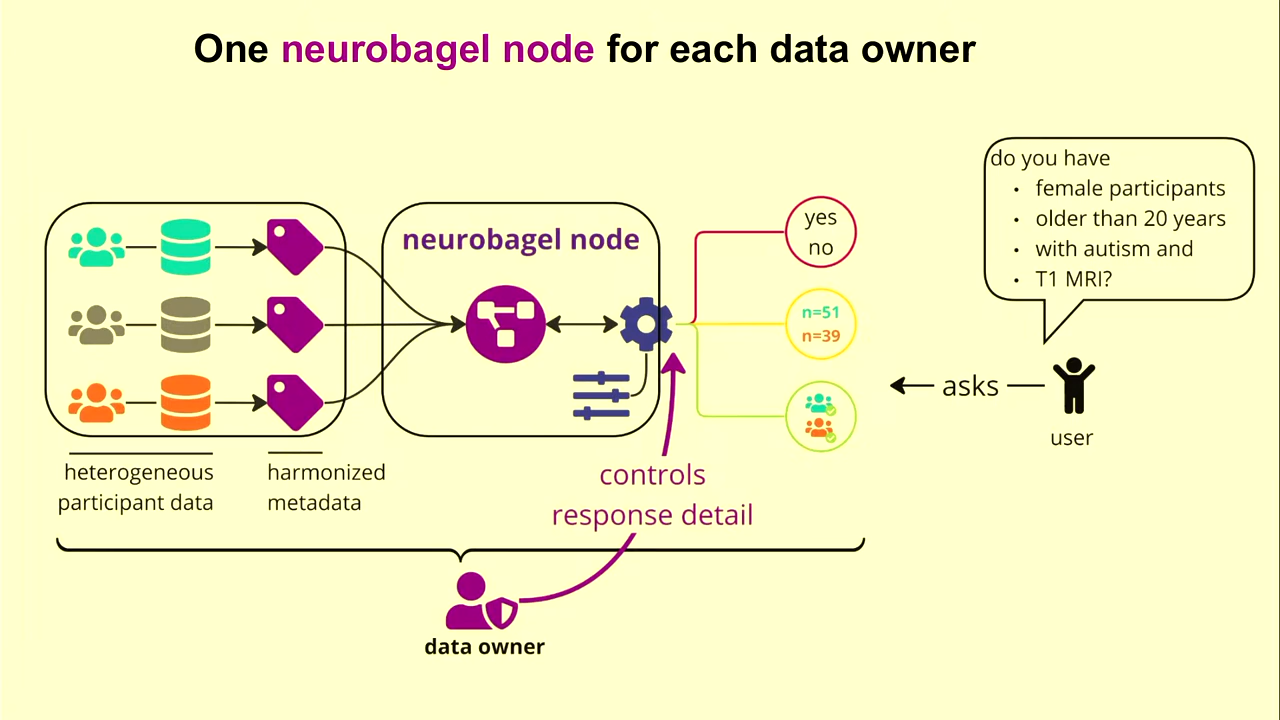 One neurobagel node for each data owner
do you have
• female participants
• older than 20 years
• with autism and
• T1 MRI?
neurobagel node
yes
no
n=51
n=39
asks
user
heterogeneous
participant data
harmonized
metadata
controls
response detail
data owner